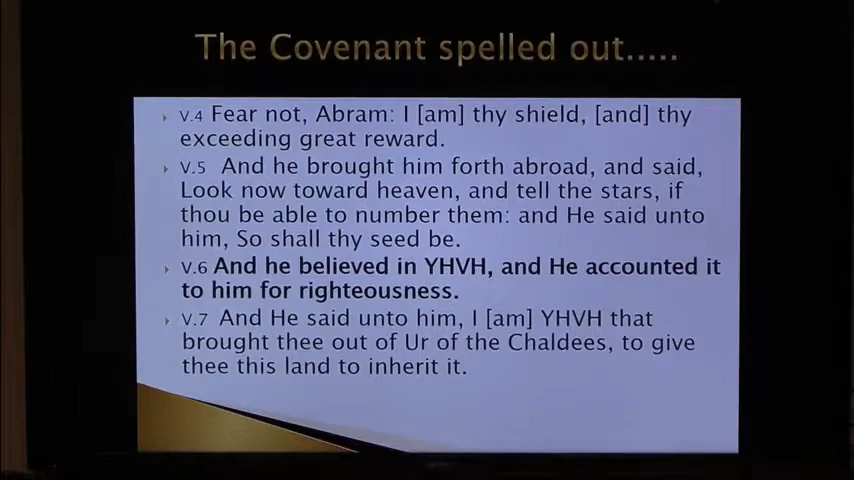 The Covenant spelled out.....
V.4 Fear not, Abram: I [am] thy shield, [and] thy
exceeding great reward.
V.5 And he brought him forth abroad, and said,
Look now toward heaven, and tell the stars, if
thou be able to number them: and He said unto
him, So shall thy seed be.
V.6 And he believed in YHVH, and He accounted it
to him for righteousness.
V.7 And He said unto him, I [am] YHVH that
brought thee out of Ur of the Chaldees, to give
thee this land to inherit it.